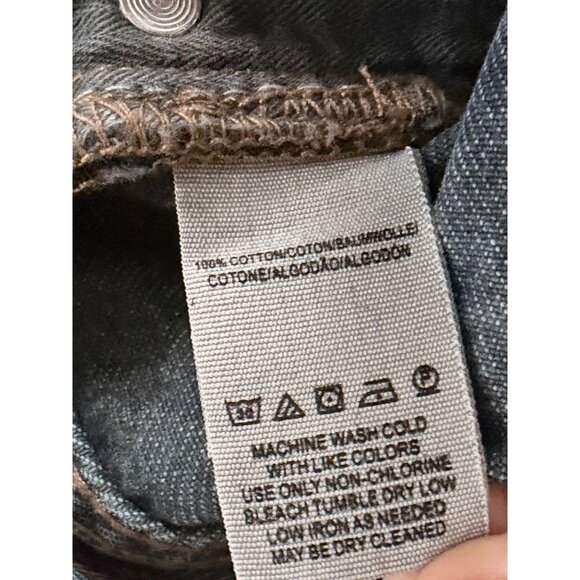 100% COTTON/COTON/BAUMWOLLE/
COTONE/ALGODÃO/ALGODÓN
30 P
MACHINE WASH COLD
WITH LIKE COLORS
USE ONLY NON-CHLORINE
BLEACH TUMBLE DRY LOW
LOW IRON AS NEEDED
MAY BE DRY CLEANED